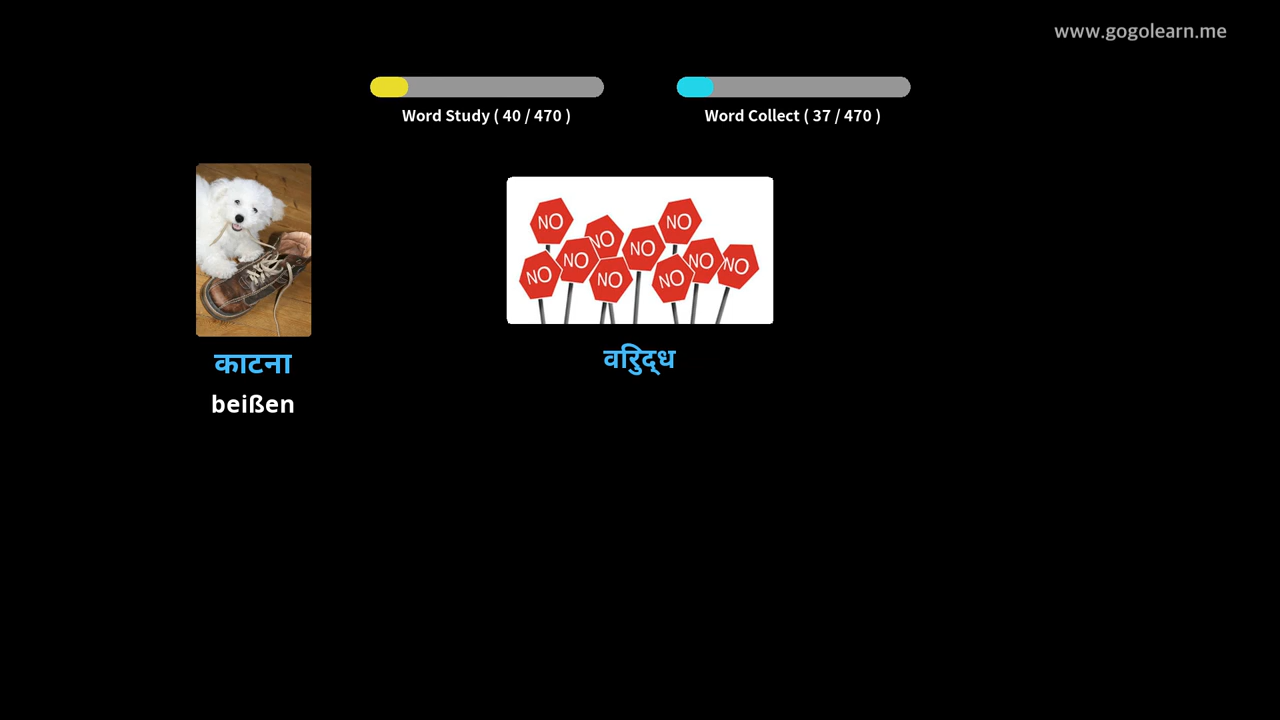 www.gogolearn.me
Word Study ( 40 / 470 )
Word Collect ( 37 / 470 )
NO
NO
NO
NO
NO
NO
NO
NO
NO
NO
काटना
beißen
वरिुद्ध